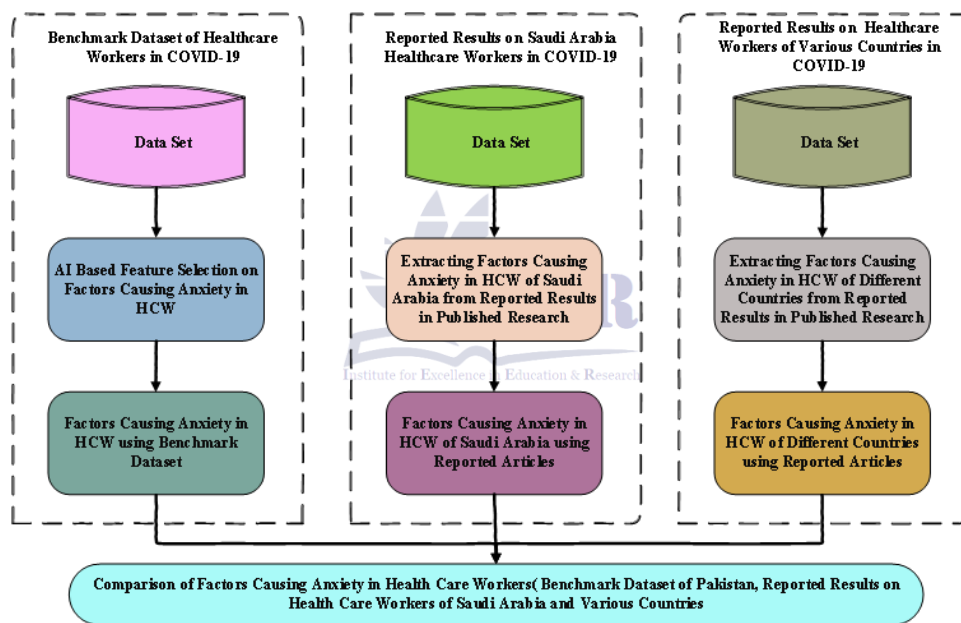 Benchmark Dataset of Healthcare
Workers in COVID-19
Data Set
AI Based Feature Selection on
Factors Causing Anxiety in
HCW
Factors Causing Anxiety in
HCW using Benchmark
Dataset
Reported Results on Saudi Arabia
Healthcare Workers in COVID-19
Data Set
Extracting Factors Causing
Anxiety in HCW of Saudi
Arabia from Reported Results
in Published Research
R
Institute for Excellence in Education & Research
Factors Causing Anxiety in
HCW of Saudi Arabia using
Reported Articles
Reported Results on Healthcare
Workers of Various Countries in
COVID-19
Data Set
Extracting Factors Causing
Anxiety in HCW of Different
Countries from Reported
Results in Published Research
Factors Causing Anxiety in
HCW of Different Countries
using Reported Articles
Comparison of Factors Causing Anxiety in Health Care Workers( Benchmark Dataset of Pakistan, Reported Results on
Health Care Workers of Saudi Arabia and Various Countries